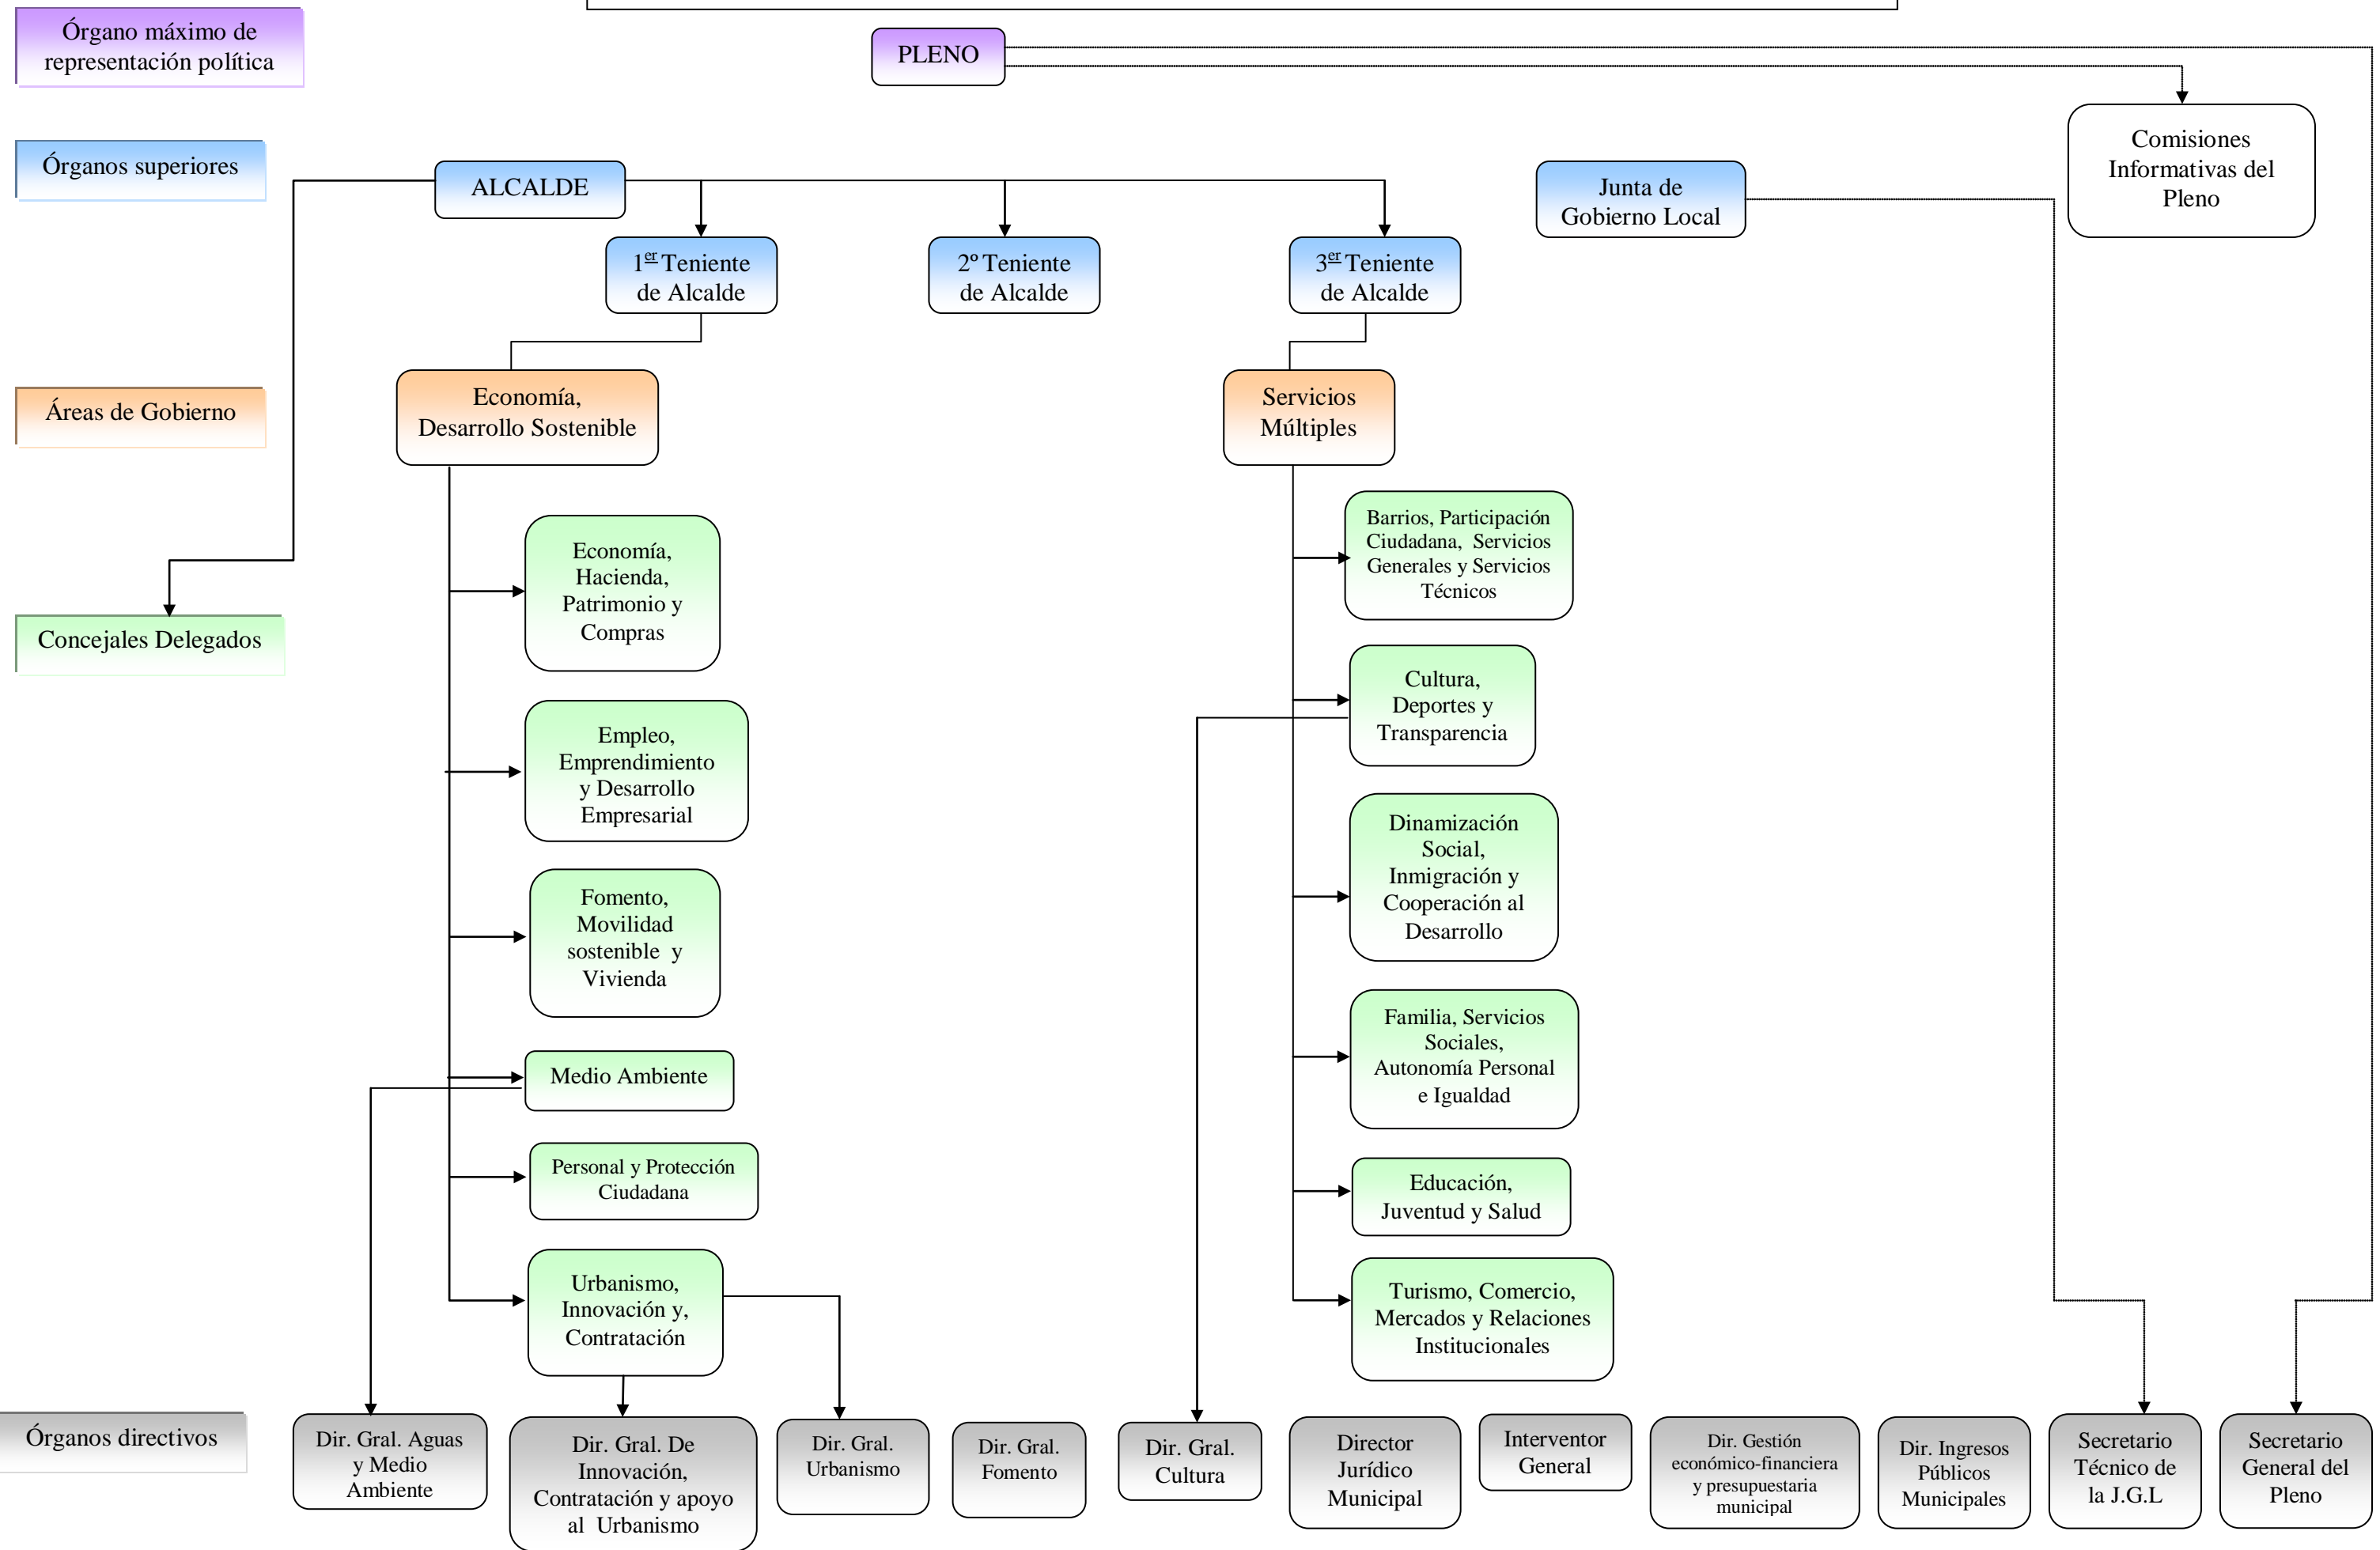 Órgano máximo de
representación política
PLENO
Comisiones
Informativas del
Pleno
Órganos superiores
ALCALDE
Junta de
Gobierno Local
1er Teniente
de Alcalde
2º Teniente
de Alcalde
3er Teniente
de Alcalde
Áreas de Gobierno
Economía,
Desarrollo Sostenible
Servicios
Múltiples
Concejales Delegados
Economía,
Hacienda,
Patrimonio y
Compras
Empleo,
Emprendimiento
y Desarrollo
Empresarial
Fomento,
Movilidad
sostenible y
Vivienda
Medio Ambiente
Personal y Protección
Ciudadana
Urbanismo,
Innovación y,
Contratación
Barrios, Participación
Ciudadana, Servicios
Generales y Servicios
Técnicos
Cultura,
Deportes y
Transparencia
Dinamización
Social,
Inmigración y
Cooperación al
Desarrollo
Familia, Servicios
Sociales,
Autonomía Personal
e Igualdad
Educación,
Juventud y Salud
Turismo, Comercio,
Mercados y Relaciones
Institucionales
Órganos directivos
Dir. Gral. Aguas
y Medio
Ambiente
Dir. Gral. De
Innovación,
Contratación y apoyo
al Urbanismo
Dir. Gral.
Urbanismo
Dir. Gral.
Fomento
Dir. Gral.
Cultura
Director
Jurídico
Municipal
Interventor
General
Dir. Gestión
económico-financiera
y presupuestaria
municipal
Dir. Ingresos
Públicos
Municipales
Secretario
Técnico de
la J.G.L
Secretario
General del
Pleno